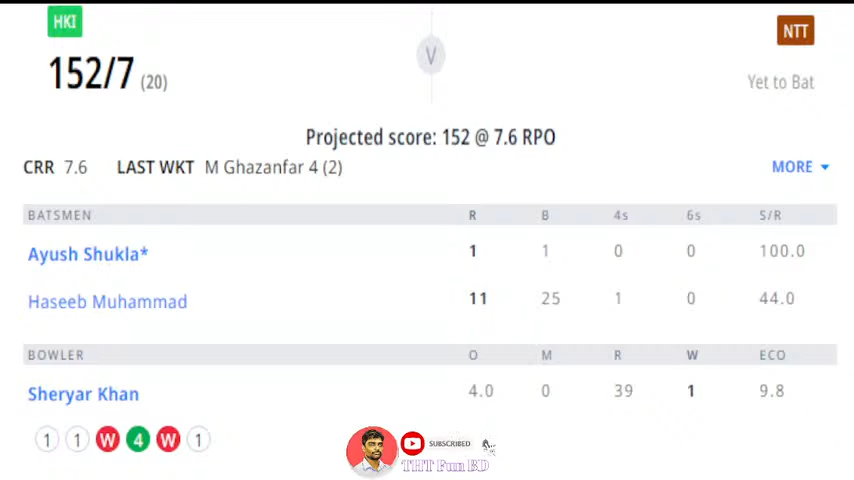 HKI
NTT
V
152/7 (20)
Yet to Bat
Projected score: 152 @ 7.6 RPO
CRR 7.6 LAST WKT M Ghazanfar 4 (2) MORE
BATSMEN R B 4s 6s S/R
Ayush Shukla* 1 1 0 0 100.0
Haseeb Muhammad 11 25 1 0 44.0
BOWLER O M R W ECO
Sheryar Khan 4.0 0 39 1 9.8
1 1 W 4 W 1
SUBSCRIBED
THT Fun BD